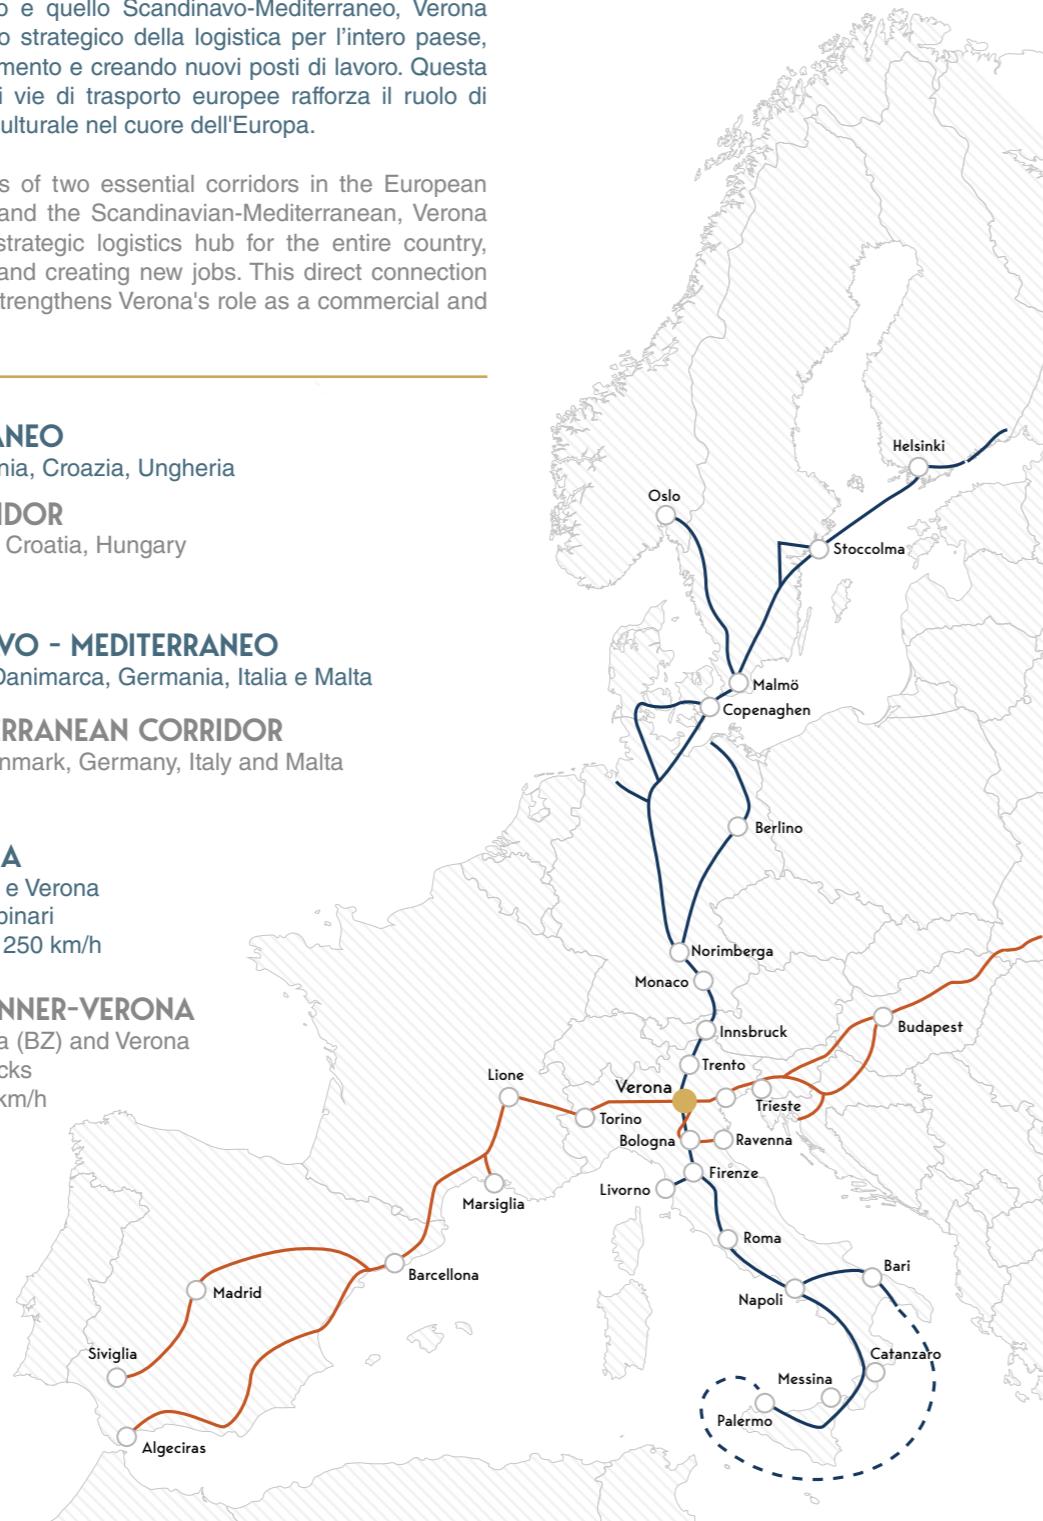 o e quello Scandinavo-Mediterraneo, Verona
o strategico della logistica per l'intero paese,
mento e creando nuovi posti di lavoro. Questa
i vie di trasporto europee rafforza il ruolo di
ulturale nel cuore dell'Europa.
s of two essential corridors in the European
and the Scandinavian-Mediterranean, Verona
strategic logistics hub for the entire country,
and creating new jobs. This direct connection
trengthens Verona's role as a commercial and
ANEO
nia, Croazia, Ungheria
IDOR
Croatia, Hungary
VO - MEDITERRANEO
Danimarca, Germania, Italia e Malta
ERRANEAN CORRIDOR
nmark, Germany, Italy and Malta
A
e Verona
binari
250 km/h
NNER-VERONA
a (BZ) and Verona
cks
km/h
Helsinki
Oslo
Stoccolma
Malmö
Copenaghen
Berlino
Norimberga
Monaco
Innsbruck
Budapest
Trento
Lione
Verona
Trieste
Torino
Bologna
Ravenna
Firenze
Livorno
Marsiglia
Roma
Barcellona
Bari
Madrid
Napoli
Siviglia
Catanzaro
Messina
Palermo
Algeciras